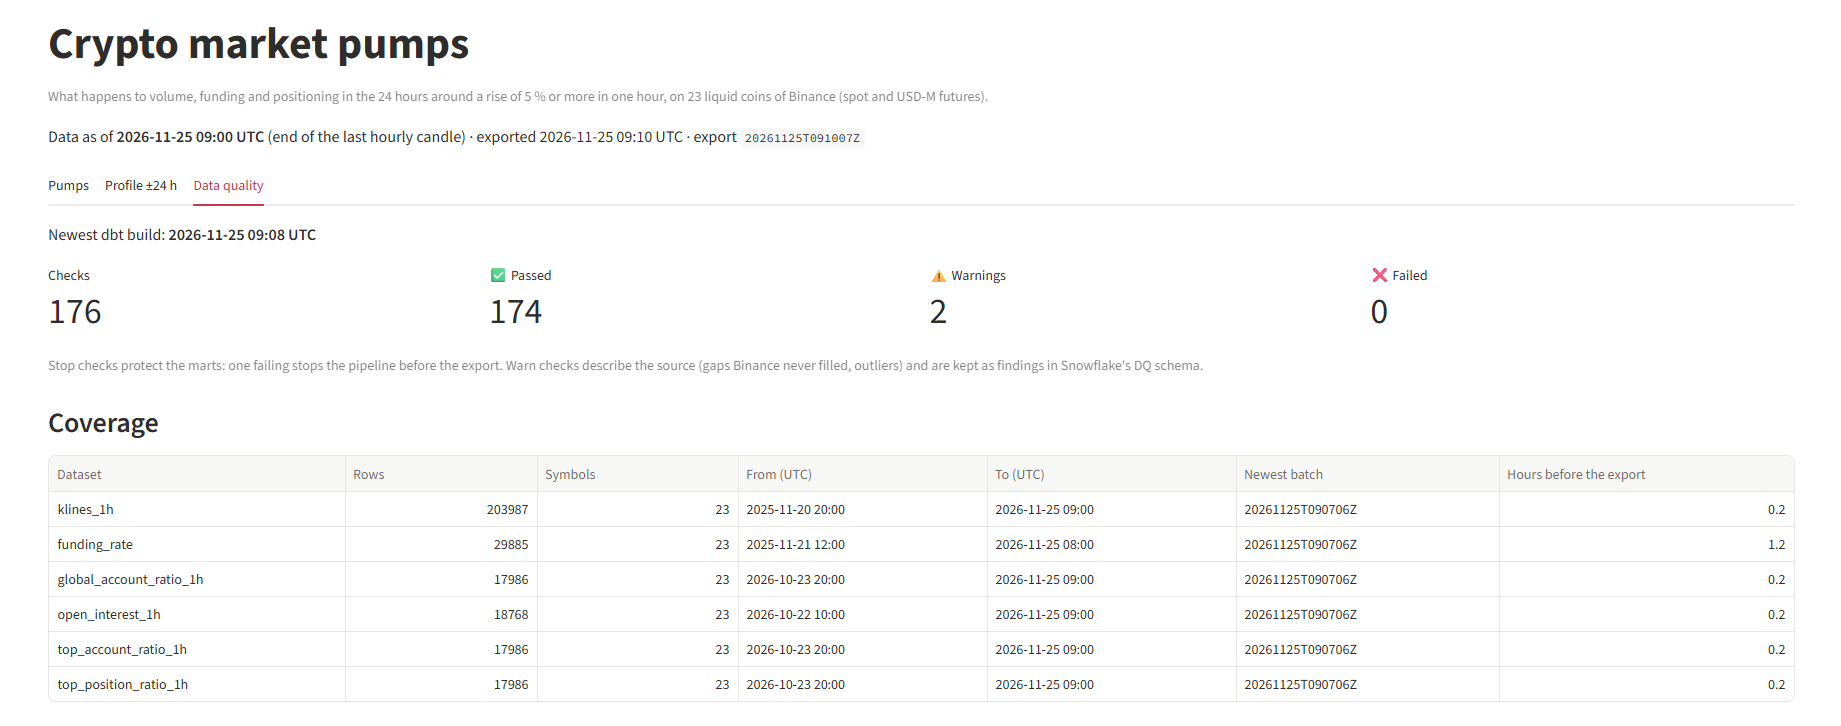 Crypto market pumps
What happens to volume, funding and positioning in the 24 hours around a rise of 5 % or more in one hour, on 23 liquid coins of Binance (spot and USD-M futures).
Data as of 2026-11-25 09:00 UTC (end of the last hourly candle) · exported 2026-11-25 09:10 UTC · export 20261125T091007Z
Pumps Profile ±24 h Data quality
Newest dbt build: 2026-11-25 09:08 UTC
Checks ✅ Passed ⚠️ Warnings ❌ Failed
176 174 2 0
Stop checks protect the marts: one failing stops the pipeline before the export. Warn checks describe the source (gaps Binance never filled, outliers) and are kept as findings in Snowflake's DQ schema.
Coverage
Dataset Rows Symbols From (UTC) To (UTC) Newest batch Hours before the export
klines_1h 203987 23 2025-11-20 20:00 2026-11-25 09:00 20261125T090706Z 0.2
funding_rate 29885 23 2025-11-21 12:00 2026-11-25 08:00 20261125T090706Z 1.2
global_account_ratio_1h 17986 23 2026-10-23 20:00 2026-11-25 09:00 20261125T090706Z 0.2
open_interest_1h 18768 23 2026-10-22 10:00 2026-11-25 09:00 20261125T090706Z 0.2
top_account_ratio_1h 17986 23 2026-10-23 20:00 2026-11-25 09:00 20261125T090706Z 0.2
top_position_ratio_1h 17986 23 2026-10-23 20:00 2026-11-25 09:00 20261125T090706Z 0.2